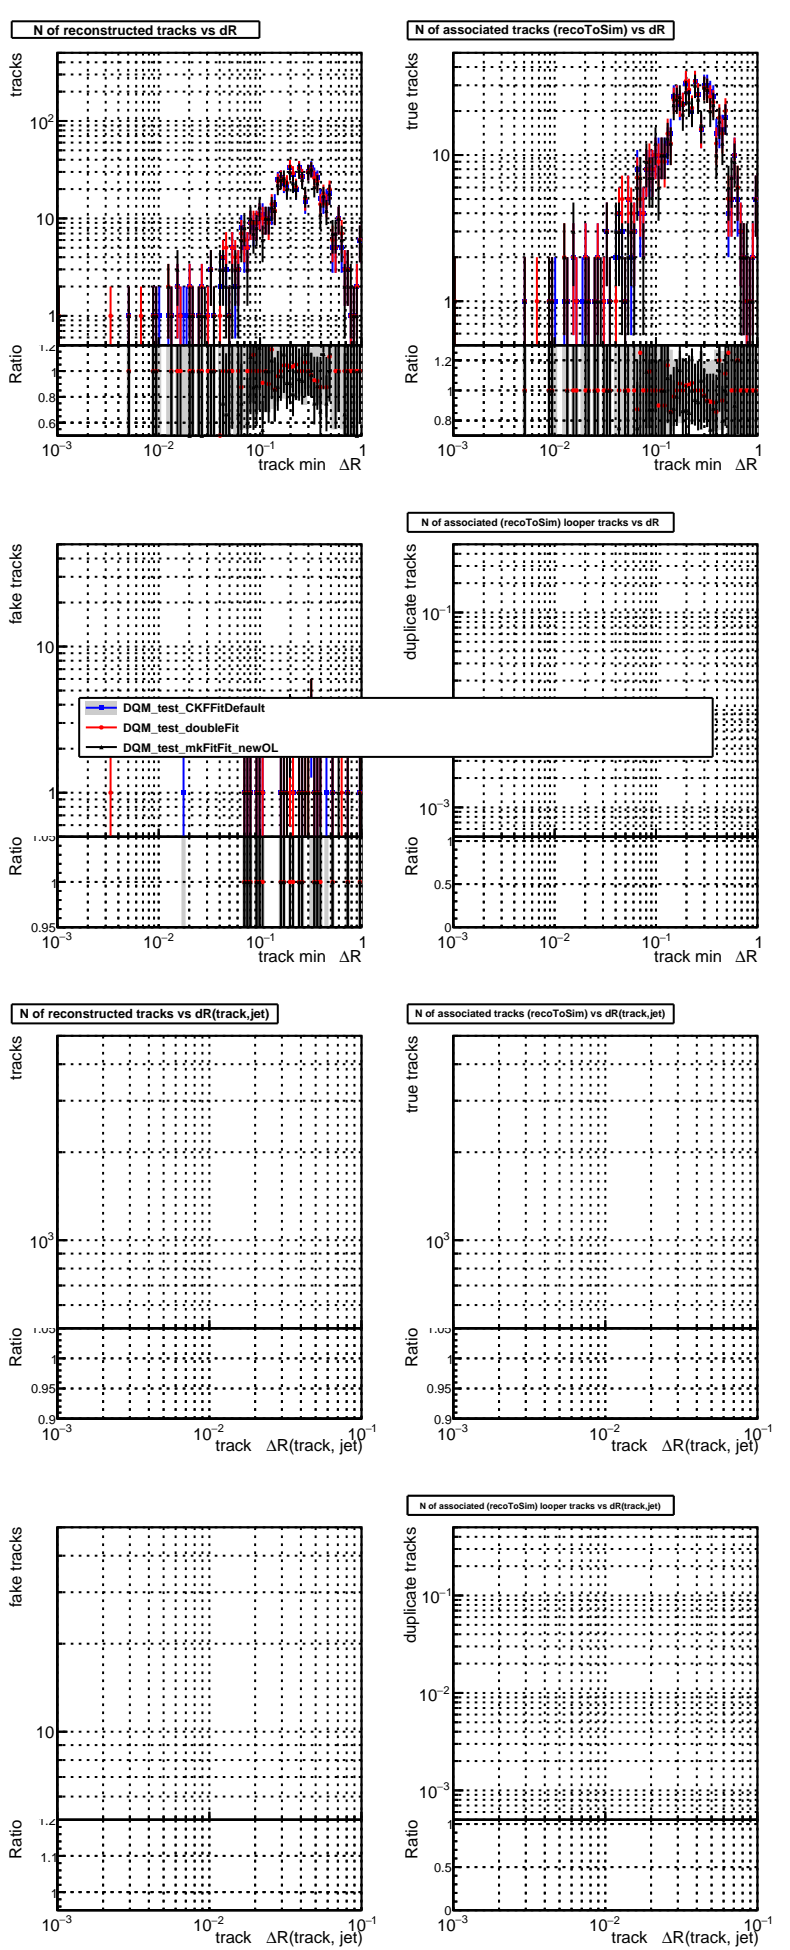 N of reconstructed tracks vs dR
tracks
10²
10
1
Ratio
1.2
1
0.8
0.6
10⁻³ 10⁻² 10⁻¹ 1
track min ΔR
N of associated tracks (recoToSim) vs dR
true tracks
10
1
Ratio
1.2
1
0.8
10⁻³ 10⁻² 10⁻¹ 1
track min ΔR
fake tracks
10
1
Ratio
1.05
1
0.95
10⁻³ 10⁻² 10⁻¹ 1
track min ΔR
N of associated (recoToSim) looper tracks vs dR
duplicate tracks
10⁻¹
10⁻³
Ratio
1
0.5
0
10⁻³ 10⁻² 10⁻¹ 1
track min ΔR
DQM_test_CKFFitDefault
DQM_test_doubleFit
DQM_test_mkFitFit_newOL
N of reconstructed tracks vs dR(track,jet)
tracks
10³
Ratio
1.05
1
0.95
0.9
10⁻³ 10⁻² 10⁻¹
track ΔR(track, jet)
N of associated tracks (recoToSim) vs dR(track,jet)
true tracks
10³
Ratio
1.05
1
0.95
0.9
10⁻³ 10⁻² 10⁻¹
track ΔR(track, jet)
fake tracks
10
Ratio
1.2
1.1
1
10⁻³ 10⁻² 10⁻¹
track ΔR(track, jet)
N of associated (recoToSim) looper tracks vs dR(track,jet)
duplicate tracks
10⁻¹
10⁻²
10⁻³
Ratio
1
0.5
0
10⁻³ 10⁻² 10⁻¹
track ΔR(track, jet)